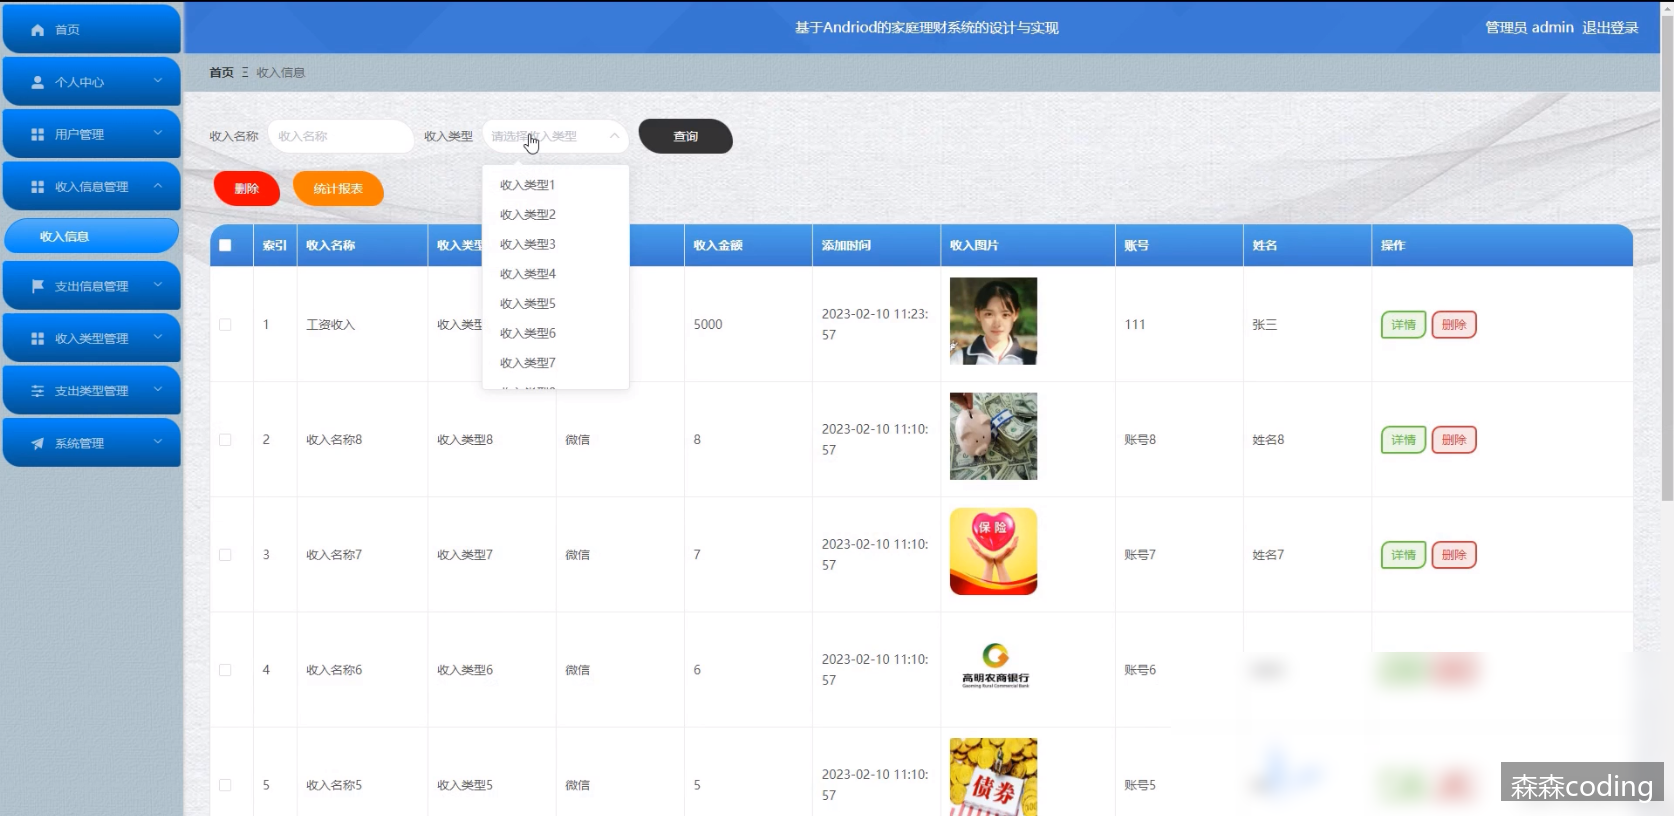 首页
个人中心
用户管理
收入信息管理
收入信息
支出信息管理
收入类型管理
支出类型管理
系统管理
基于Andriod的家庭理财系统的设计与实现
管理员 admin 退出登录
首页 收入信息
收入名称 收入名称 收入类型 请选择收入类型 查询
删除 统计报表
收入类型1
收入类型2
收入类型3
收入类型4
收入类型5
收入类型6
收入类型7
索引 收入名称 收入类型 收入金额 添加时间 收入图片 账号 姓名 操作
1 工资收入 收入类型 5000 2023-02-10 11:23:
57
111 张三 详情 删除
2 收入名称8 收入类型8 微信 8 2023-02-10 11:10:
57
账号8 姓名8 详情 删除
3 收入名称7 收入类型7 微信 7 2023-02-10 11:10:
57
保险
账号7 姓名7 详情 删除
4 收入名称6 收入类型6 微信 6 2023-02-10 11:10:
57
高明农商银行
Gaoming Rural Commercial Bank
账号6
5 收入名称5 收入类型5 微信 5 2023-02-10 11:10:
57
债券
账号5
森森coding